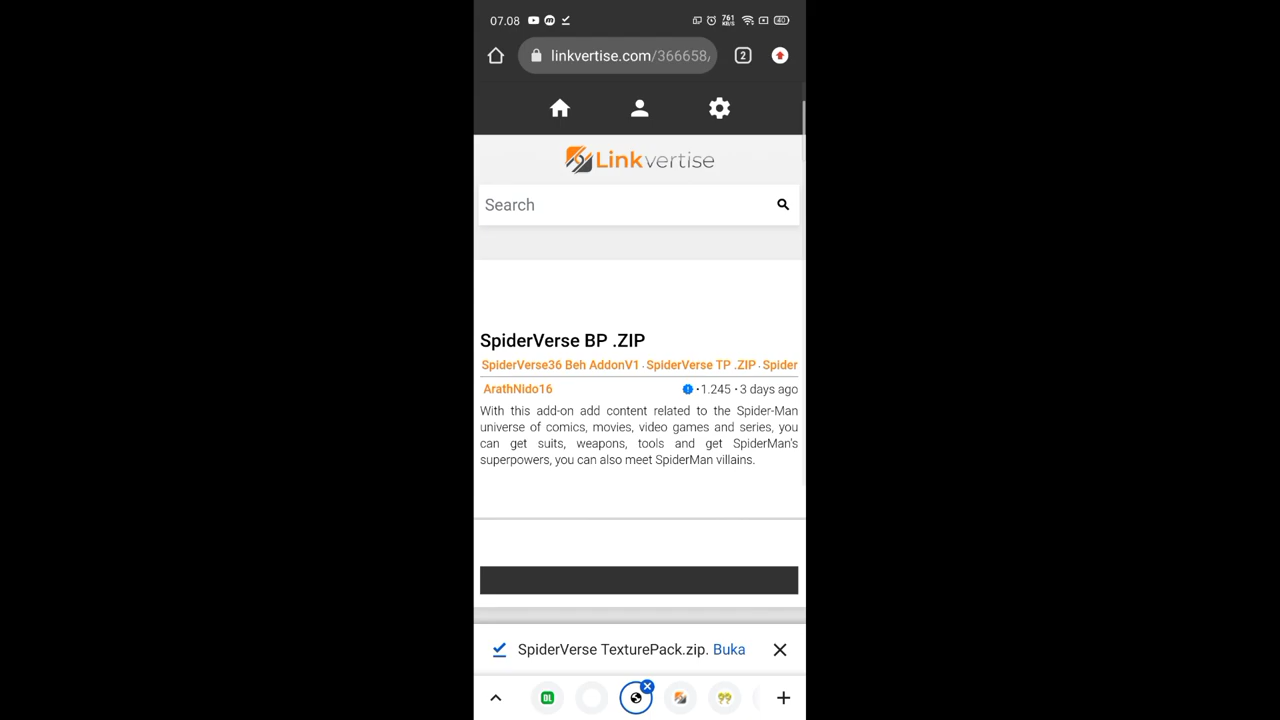 07.08 761 KB/S 40
linkvertise.com/366658/ 2
Linkvertise
Search
SpiderVerse BP .ZIP
SpiderVerse36 Beh AddonV1 · SpiderVerse TP .ZIP · Spider
ArathNido16 • 1.245 • 3 days ago
With this add-on add content related to the Spider-Man
universe of comics, movies, video games and series, you
can get suits, weapons, tools and get SpiderMan's
superpowers, you can also meet SpiderMan villains.
SpiderVerse TexturePack.zip. Buka